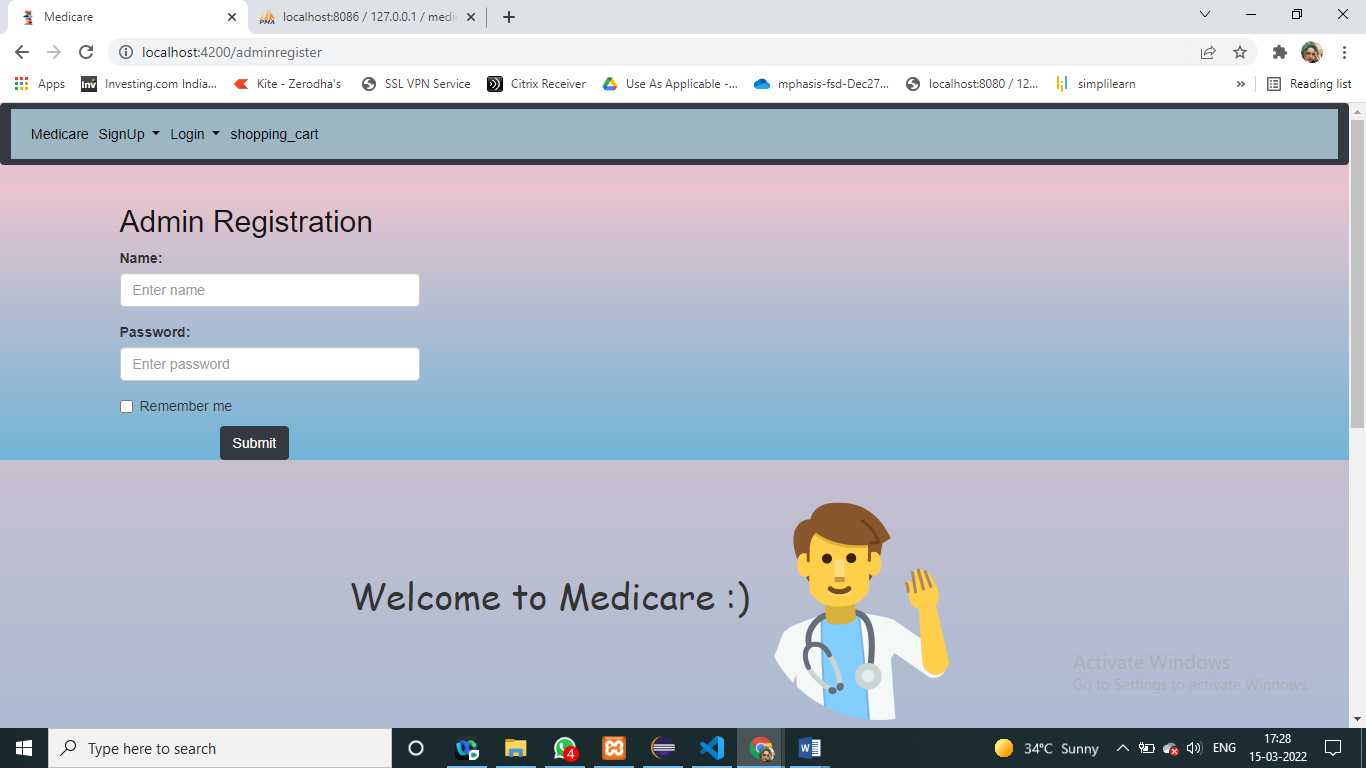 Medicare
localhost:8086 / 127.0.0.1 / medic
localhost:4200/adminregister
Apps
Investing.com India...
Kite - Zerodha's
SSL VPN Service
Citrix Receiver
Use As Applicable -...
mphasis-fsd-Dec27...
localhost:8080 / 12...
simplilearn
»
Reading list
Medicare SignUp Login shopping_cart
Admin Registration
Name:
Enter name
Password:
Enter password
Remember me
Submit
Welcome to Medicare :)
Activate Windows
Go to Settings to activate Windows.
Type here to search
4
34°C Sunny
ENG
17:28
15-03-2022